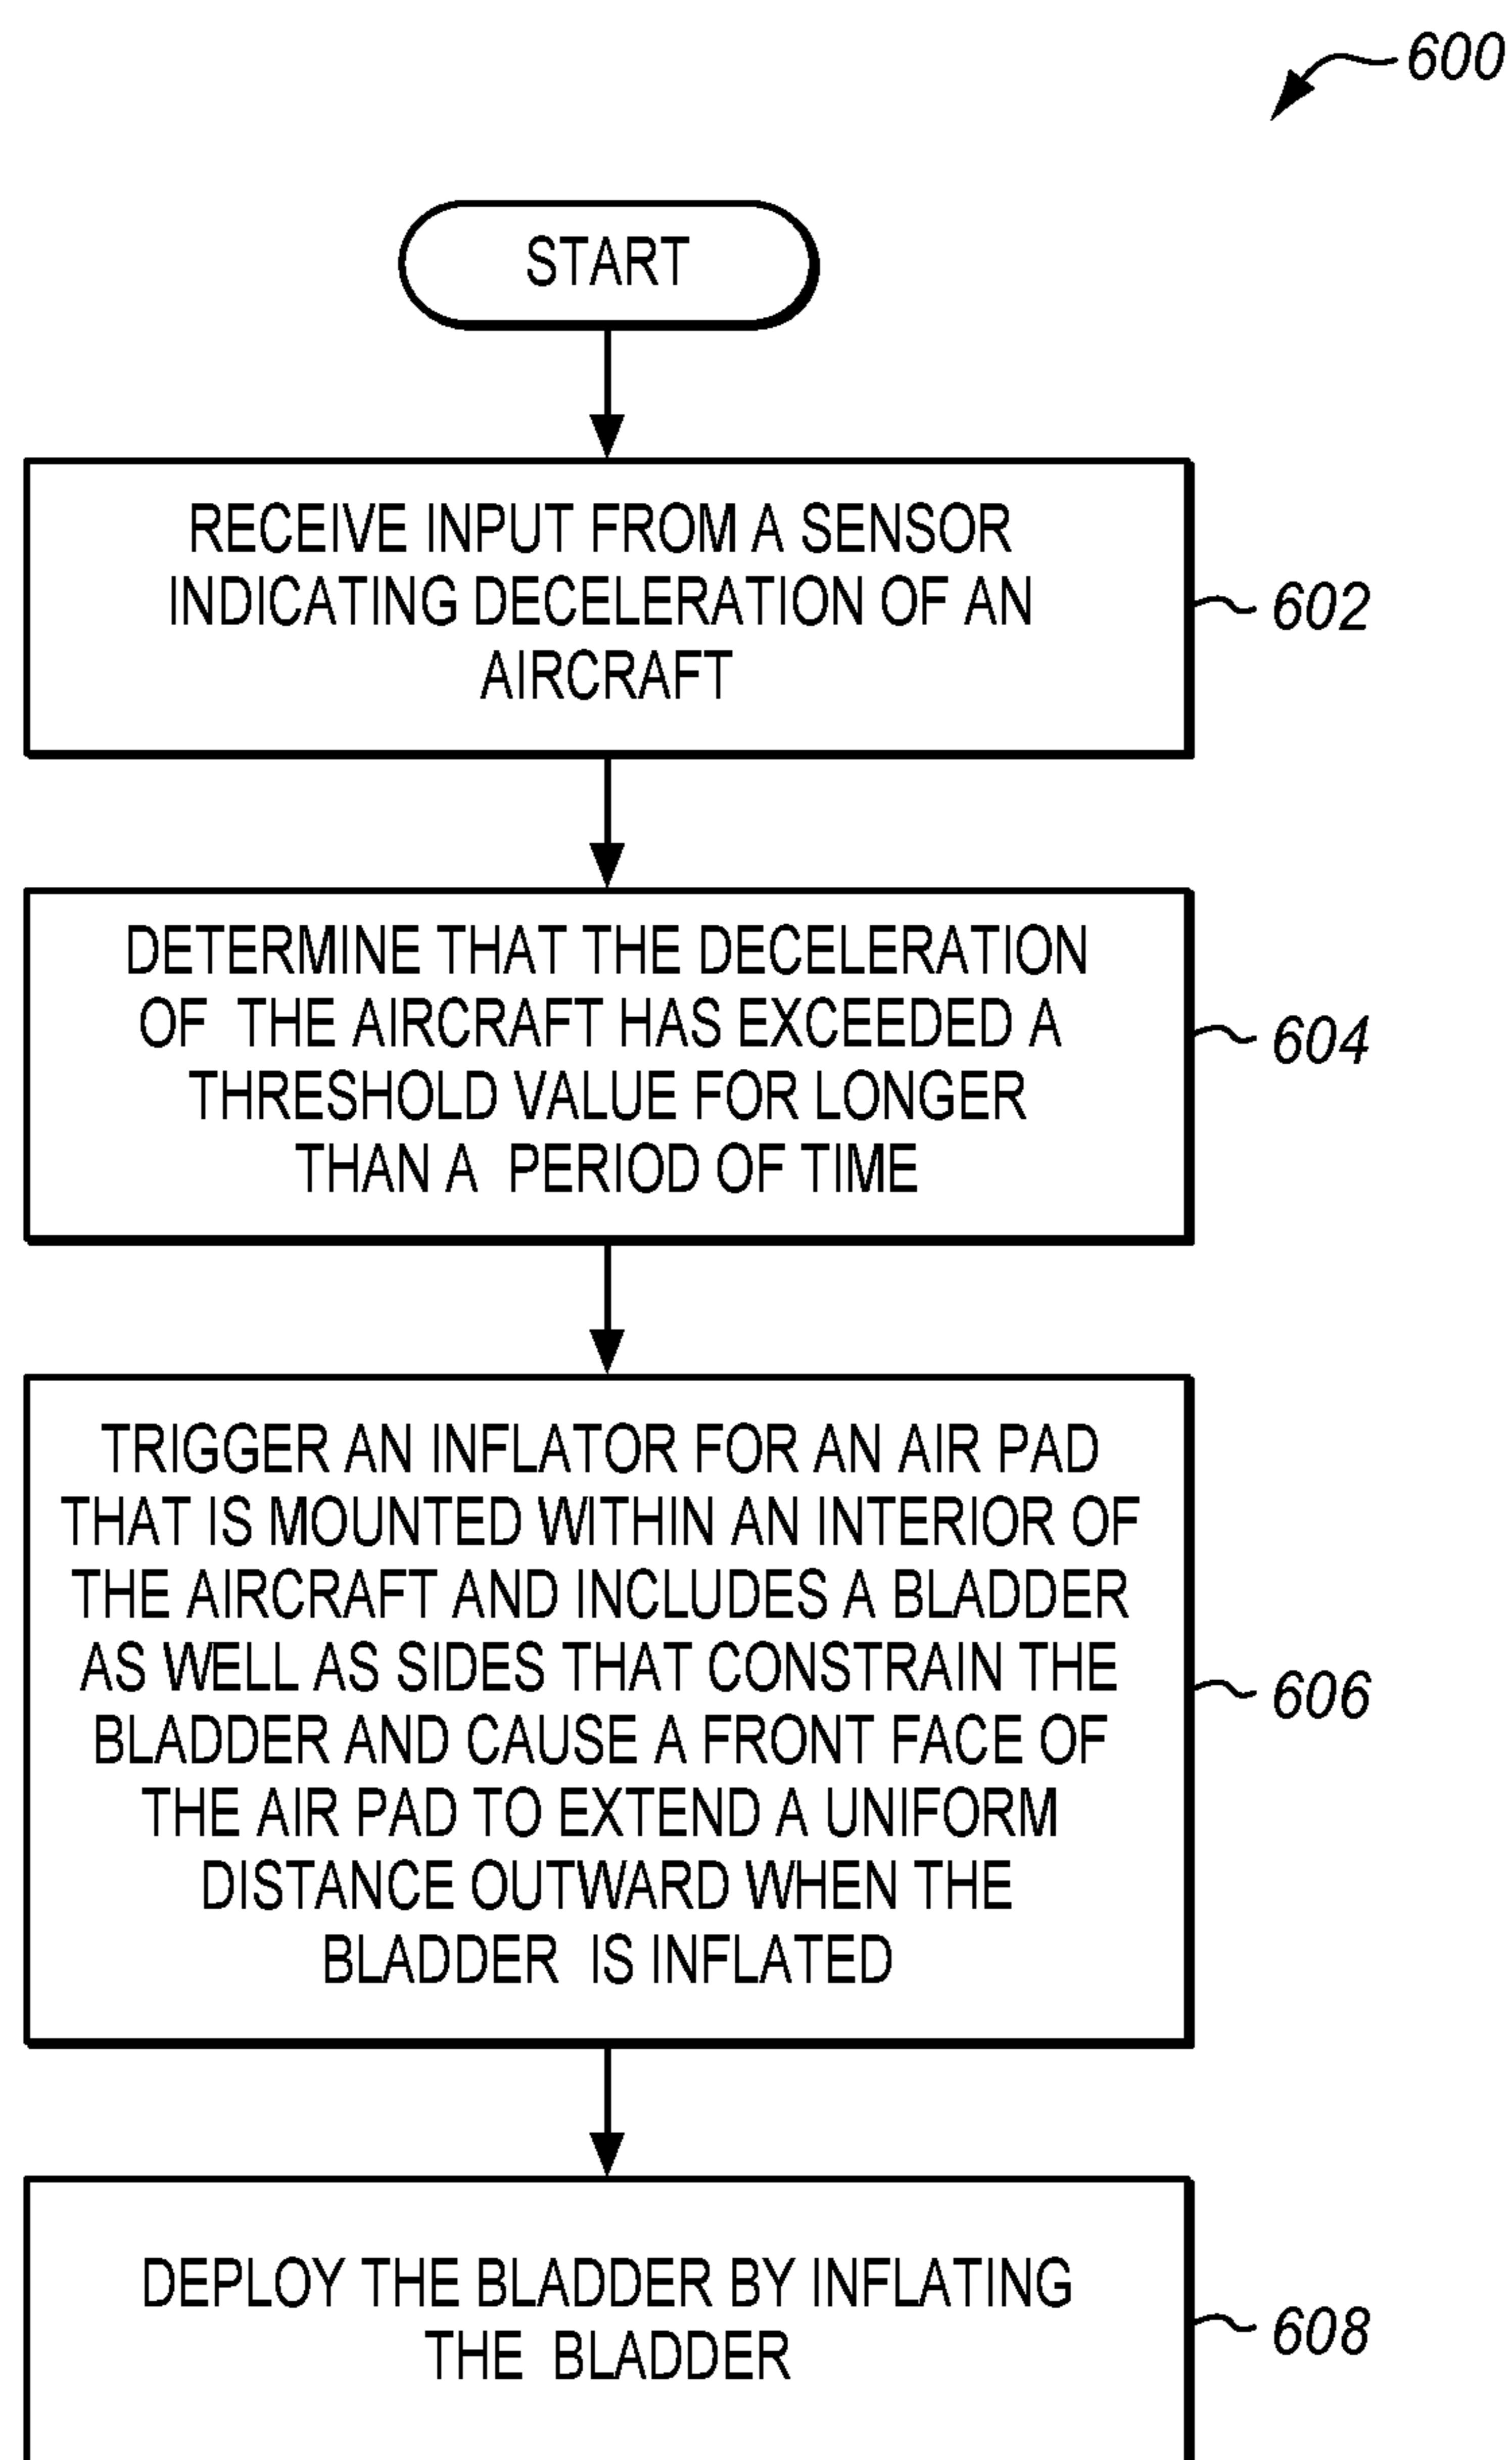 600
START
RECEIVE INPUT FROM A SENSOR
INDICATING DECELERATION OF AN
AIRCRAFT
602
DETERMINE THAT THE DECELERATION
OF THE AIRCRAFT HAS EXCEEDED A
THRESHOLD VALUE FOR LONGER
THAN A PERIOD OF TIME
604
TRIGGER AN INFLATOR FOR AN AIR PAD
THAT IS MOUNTED WITHIN AN INTERIOR OF
THE AIRCRAFT AND INCLUDES A BLADDER
AS WELL AS SIDES THAT CONSTRAIN THE
BLADDER AND CAUSE A FRONT FACE OF
THE AIR PAD TO EXTEND A UNIFORM
DISTANCE OUTWARD WHEN THE
BLADDER IS INFLATED
606
DEPLOY THE BLADDER BY INFLATING
THE BLADDER
608